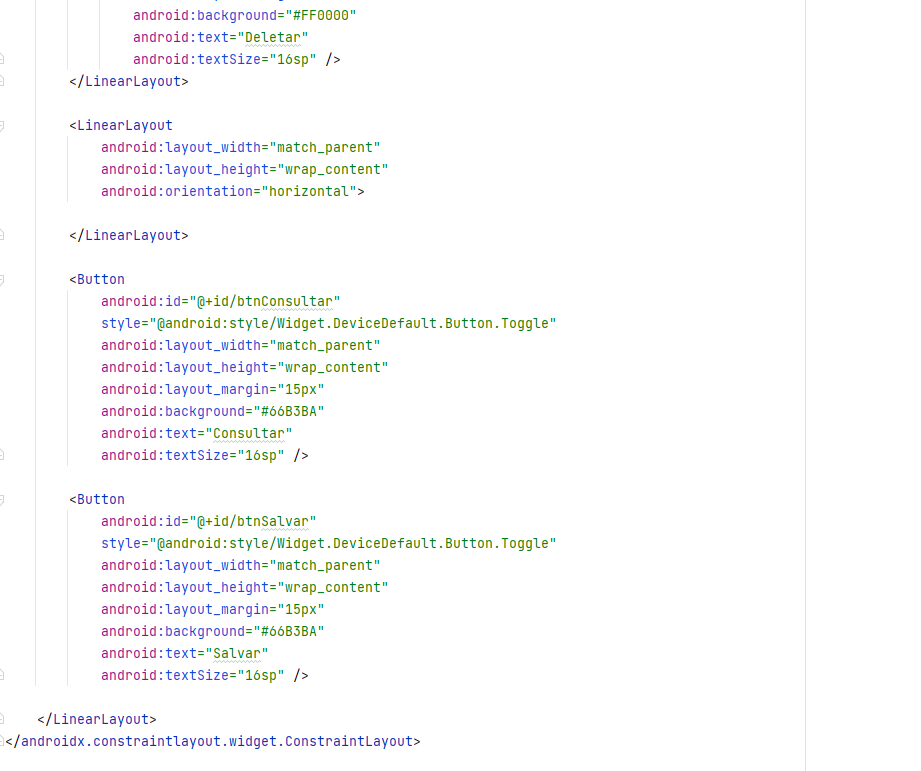 android:background="#FF0000"
android:text="Deletar"
android:textSize="16sp" />
</LinearLayout>
<LinearLayout
android:layout_width="match_parent"
android:layout_height="wrap_content"
android:orientation="horizontal">
</LinearLayout>
<Button
android:id="@+id/btnConsultar"
style="@android:style/Widget.DeviceDefault.Button.Toggle"
android:layout_width="match_parent"
android:layout_height="wrap_content"
android:layout_margin="15px"
android:background="#66B3BA"
android:text="Consultar"
android:textSize="16sp" />
<Button
android:id="@+id/btnSalvar"
style="@android:style/Widget.DeviceDefault.Button.Toggle"
android:layout_width="match_parent"
android:layout_height="wrap_content"
android:layout_margin="15px"
android:background="#66B3BA"
android:text="Salvar"
android:textSize="16sp" />
</LinearLayout>
</androidx.constraintlayout.widget.ConstraintLayout>